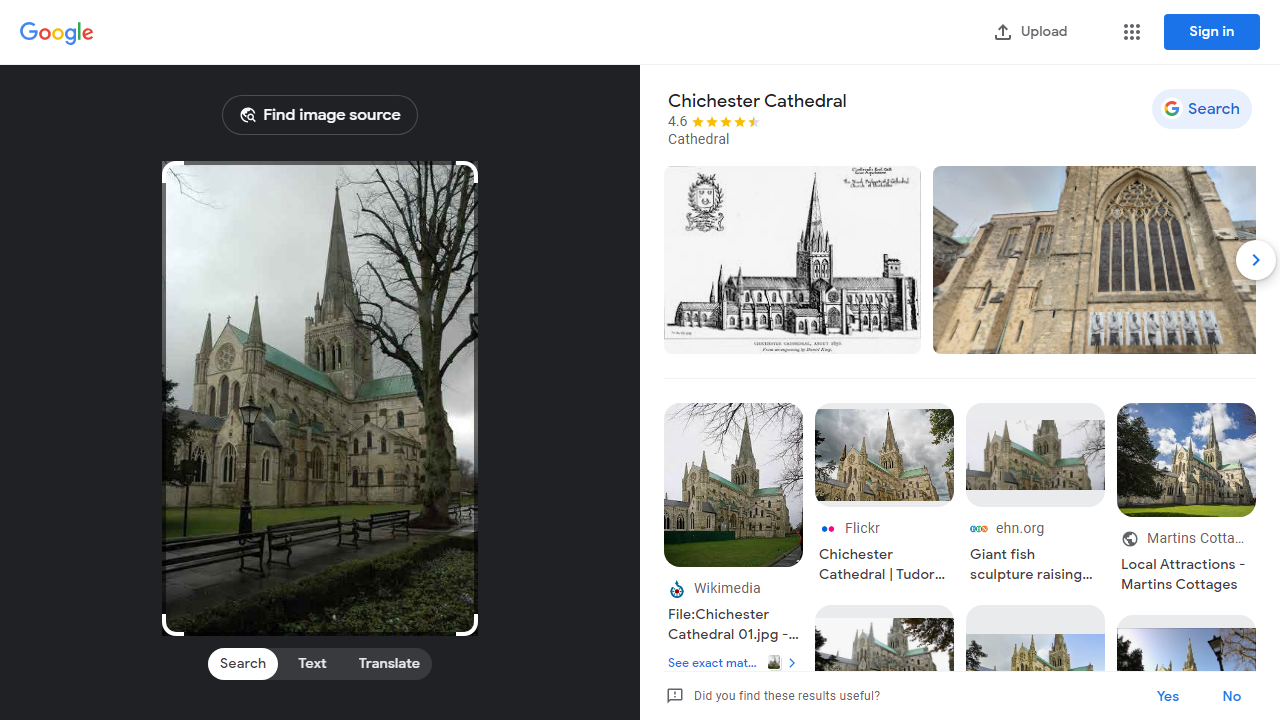 Google
Upload
Sign in
Find image source
Search
Text
Translate
Chichester Cathedral
4.6
Cathedral
Search
CHICHESTER CATHEDRAL, ABOUT 1650.
From an engraving by Daniel King.
Wikimedia
File:Chichester
Cathedral 01.jpg -...
See exact mat...
Flickr
Chichester
Cathedral | Tudor...
ehn.org
Giant fish
sculpture raising...
Martins Cotta...
Local Attractions -
Martins Cottages
Did you find these results useful?
Yes
No